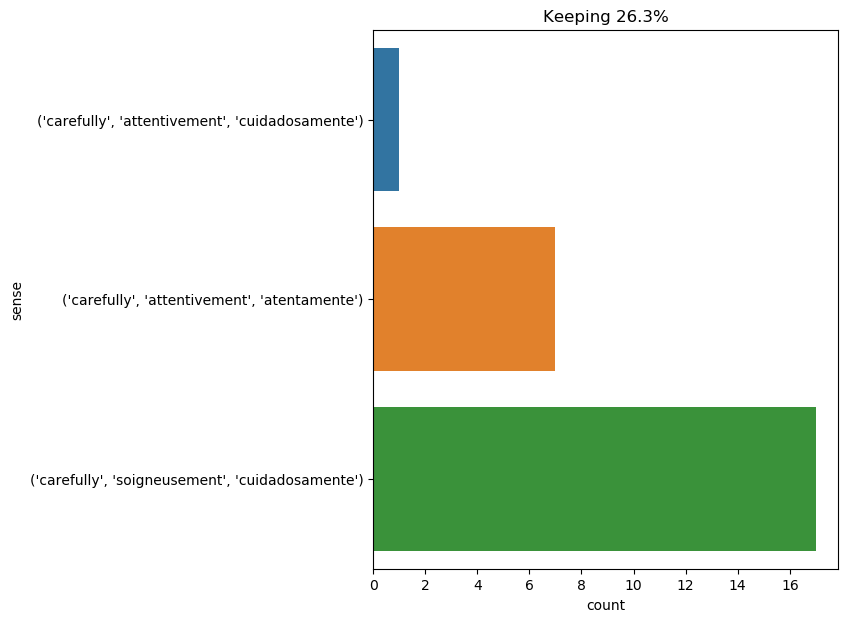 Keeping 26.3%
('carefully', 'attentivement', 'cuidadosamente')
('carefully', 'attentivement', 'atentamente')
('carefully', 'soigneusement', 'cuidadosamente')
sense
0 2 4 6 8 10 12 14 16
count